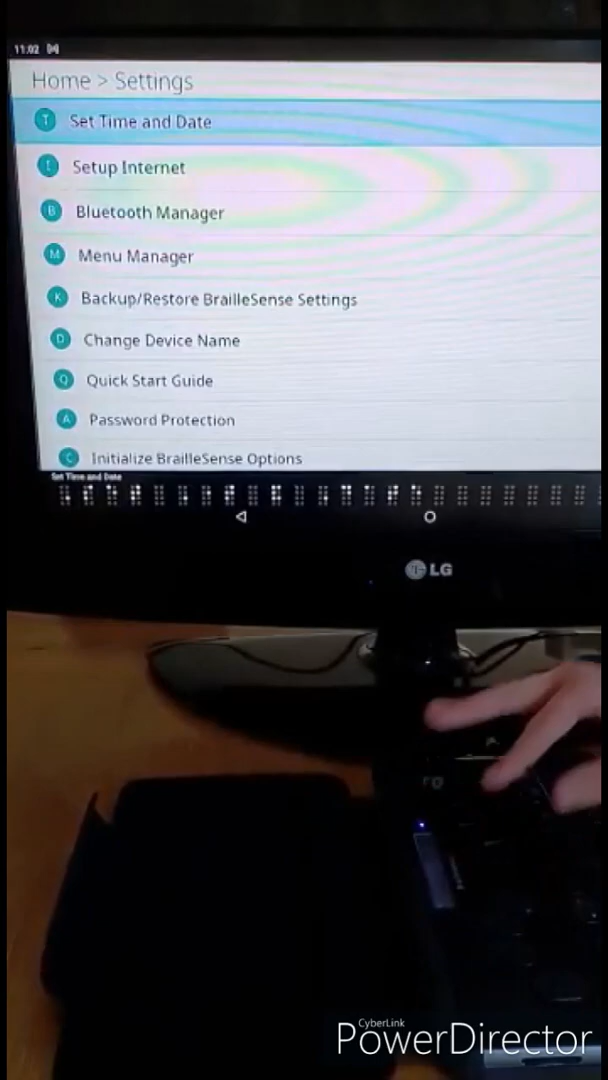 11:02
Home > Settings
T Set Time and Date
I Setup Internet
B Bluetooth Manager
M Menu Manager
K Backup/Restore BrailleSense Settings
D Change Device Name
Q Quick Start Guide
A Password Protection
C Initialize BrailleSense Options
Set Time and Date
LG
CyberLink
PowerDirector